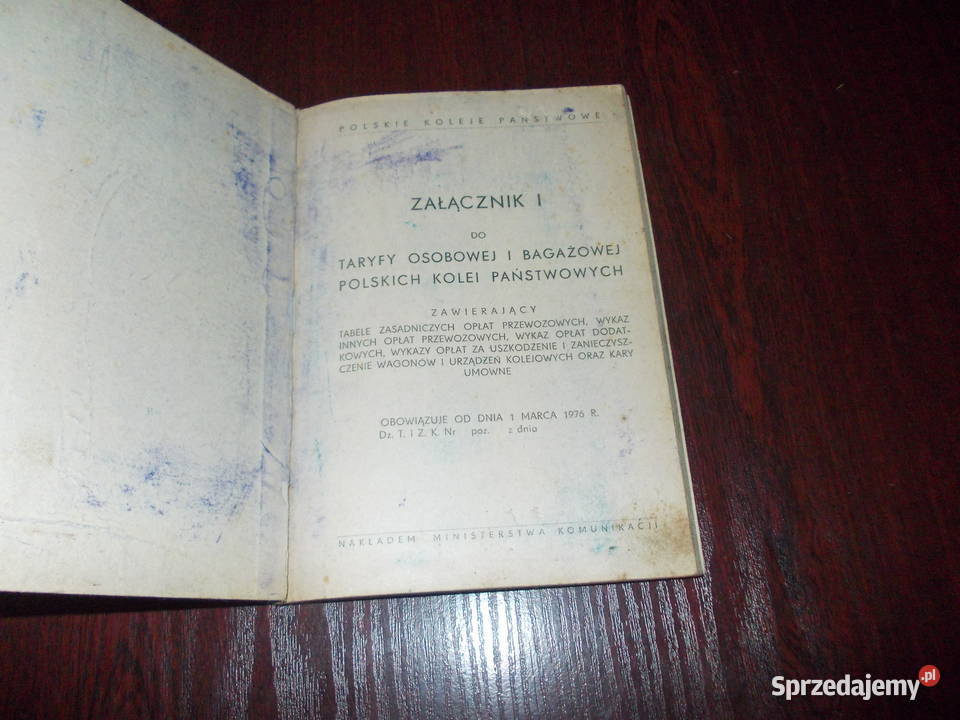 POLSKIE KOLEJE PAŃSTWOWE
ZAŁĄCZNIK I
DO
TARYFY OSOBOWEJ I BAGAŻOWEJ
POLSKICH KOLEI PAŃSTWOWYCH
ZAWIERAJĄCY
TABELE ZASADNICZYCH OPŁAT PRZEWOZOWYCH, WYKAZ
INNYCH OPŁAT PRZEWOZOWYCH, WYKAZ OPŁAT DODAT-
KOWYCH, WYKAZY OPŁAT ZA USZKODZENIE I ZANIECZYSZ-
CZENIE WAGONÓW I URZĄDZEŃ KOLEJOWYCH ORAZ KARY
UMOWNE
OBOWIĄZUJE OD DNIA 1 MARCA 1976 R.
Dz. T. i Z. K. Nr poz. z dnia
NAKŁADEM MINISTERSTWA KOMUNIKACJI
Sprzedajemy.pl